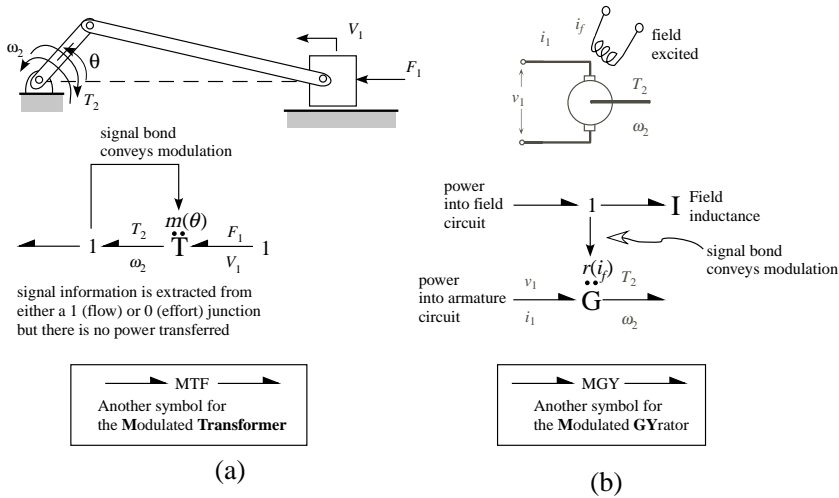 V1
ω2
θ
F1
T2
signal bond
conveys modulation
m(θ)
T2
F1
1
T
1
ω2
V1
signal information is extracted from
either a 1 (flow) or 0 (effort) junction
but there is no power transferred
MTF
Another symbol for
the Modulated Transformer
(a)
i1
if
field
excited
v1
T2
ω2
power
into field
circuit
1
I
Field
inductance
signal bond
conveys modulation
r(if)
power
into armature
circuit
v1
T2
G
i1
ω2
MGY
Another symbol for
the Modulated GYrator
(b)